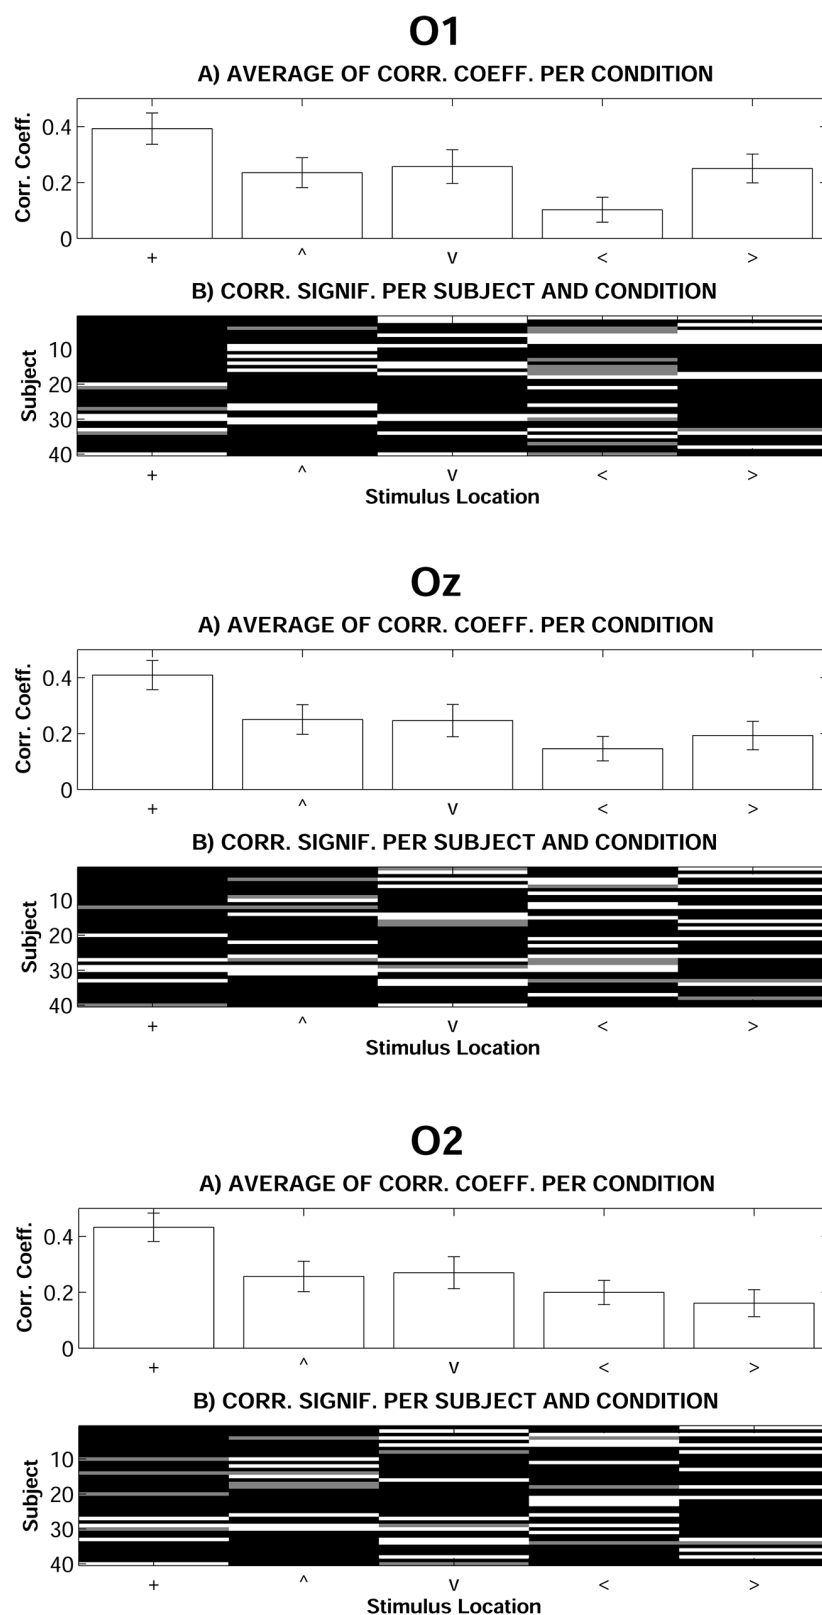 O1
A) AVERAGE OF CORR. COEFF. PER CONDITION
Corr. Coeff.
0.4
0.2
0
+ ^ v < >
B) CORR. SIGNIF. PER SUBJECT AND CONDITION
Subject
10
20
30
40
+ ^ v < >
Stimulus Location
Oz
A) AVERAGE OF CORR. COEFF. PER CONDITION
Corr. Coeff.
0.4
0.2
0
+ ^ v < >
B) CORR. SIGNIF. PER SUBJECT AND CONDITION
Subject
10
20
30
40
+ ^ v < >
Stimulus Location
O2
A) AVERAGE OF CORR. COEFF. PER CONDITION
Corr. Coeff.
0.4
0.2
0
+ ^ v < >
B) CORR. SIGNIF. PER SUBJECT AND CONDITION
Subject
10
20
30
40
+ ^ v < >
Stimulus Location